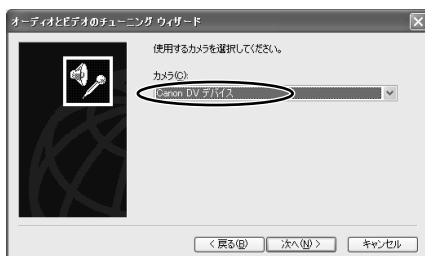 オーディオとビデオのチューニング ウィザード
使用するカメラを選択してください。
カメラ(C):
Canon DV デバイス
< 戻る(B)
次へ(N) >
キャンセル